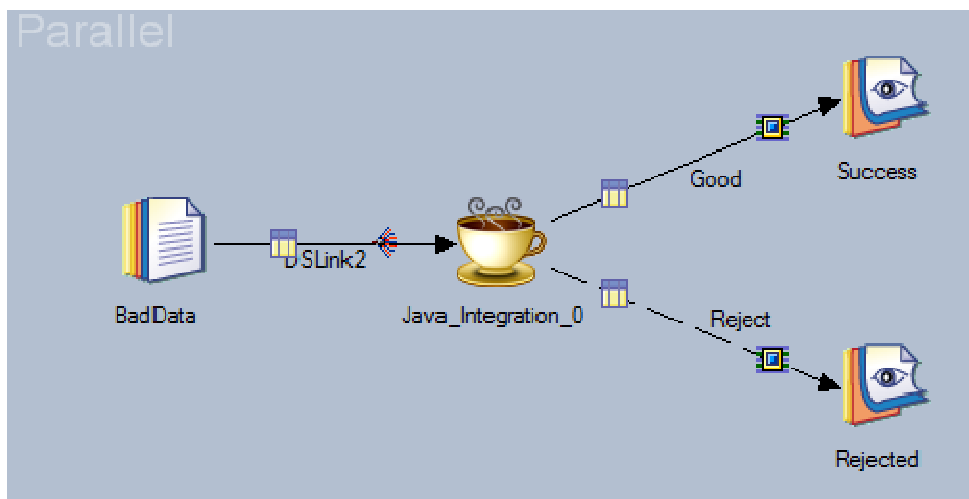 Parallel
Success
Good
DSLink2
BadData
Java_Integration_0
Reject
Rejected